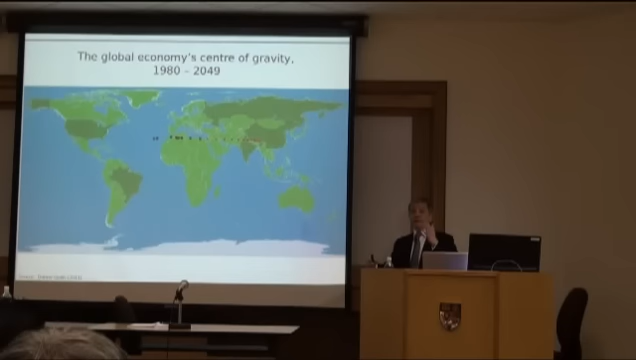 The global economy's centre of gravity,
1980 – 2049